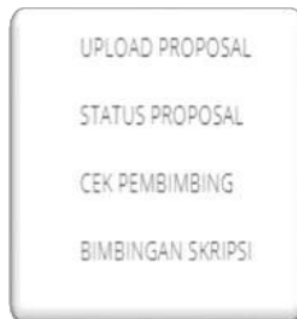 UPLOAD PROPOSAL
STATUS PROPOSAL
CEK PEMBIMBING
BIMBINGAN SKRIPSI